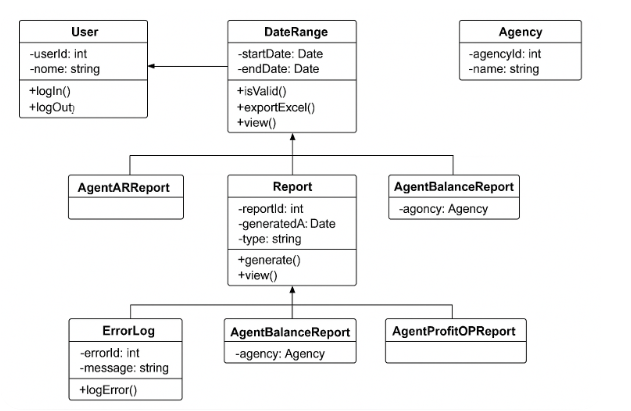 User
-userId: int
-nome: string
+logIn()
+logOut)
DateRange
-startDate: Date
-endDate: Date
+isValid()
+exportExcel()
+view()
Agency
-agencyId: int
-name: string
AgentARReport
Report
-reportId: int
-generatedA: Date
-type: string
+generate()
+view()
AgentBalanceReport
-agoncy: Agency
ErrorLog
-errorId: int
-message: string
+logError()
AgentBalanceReport
-agency: Agency
AgentProfitOPReport